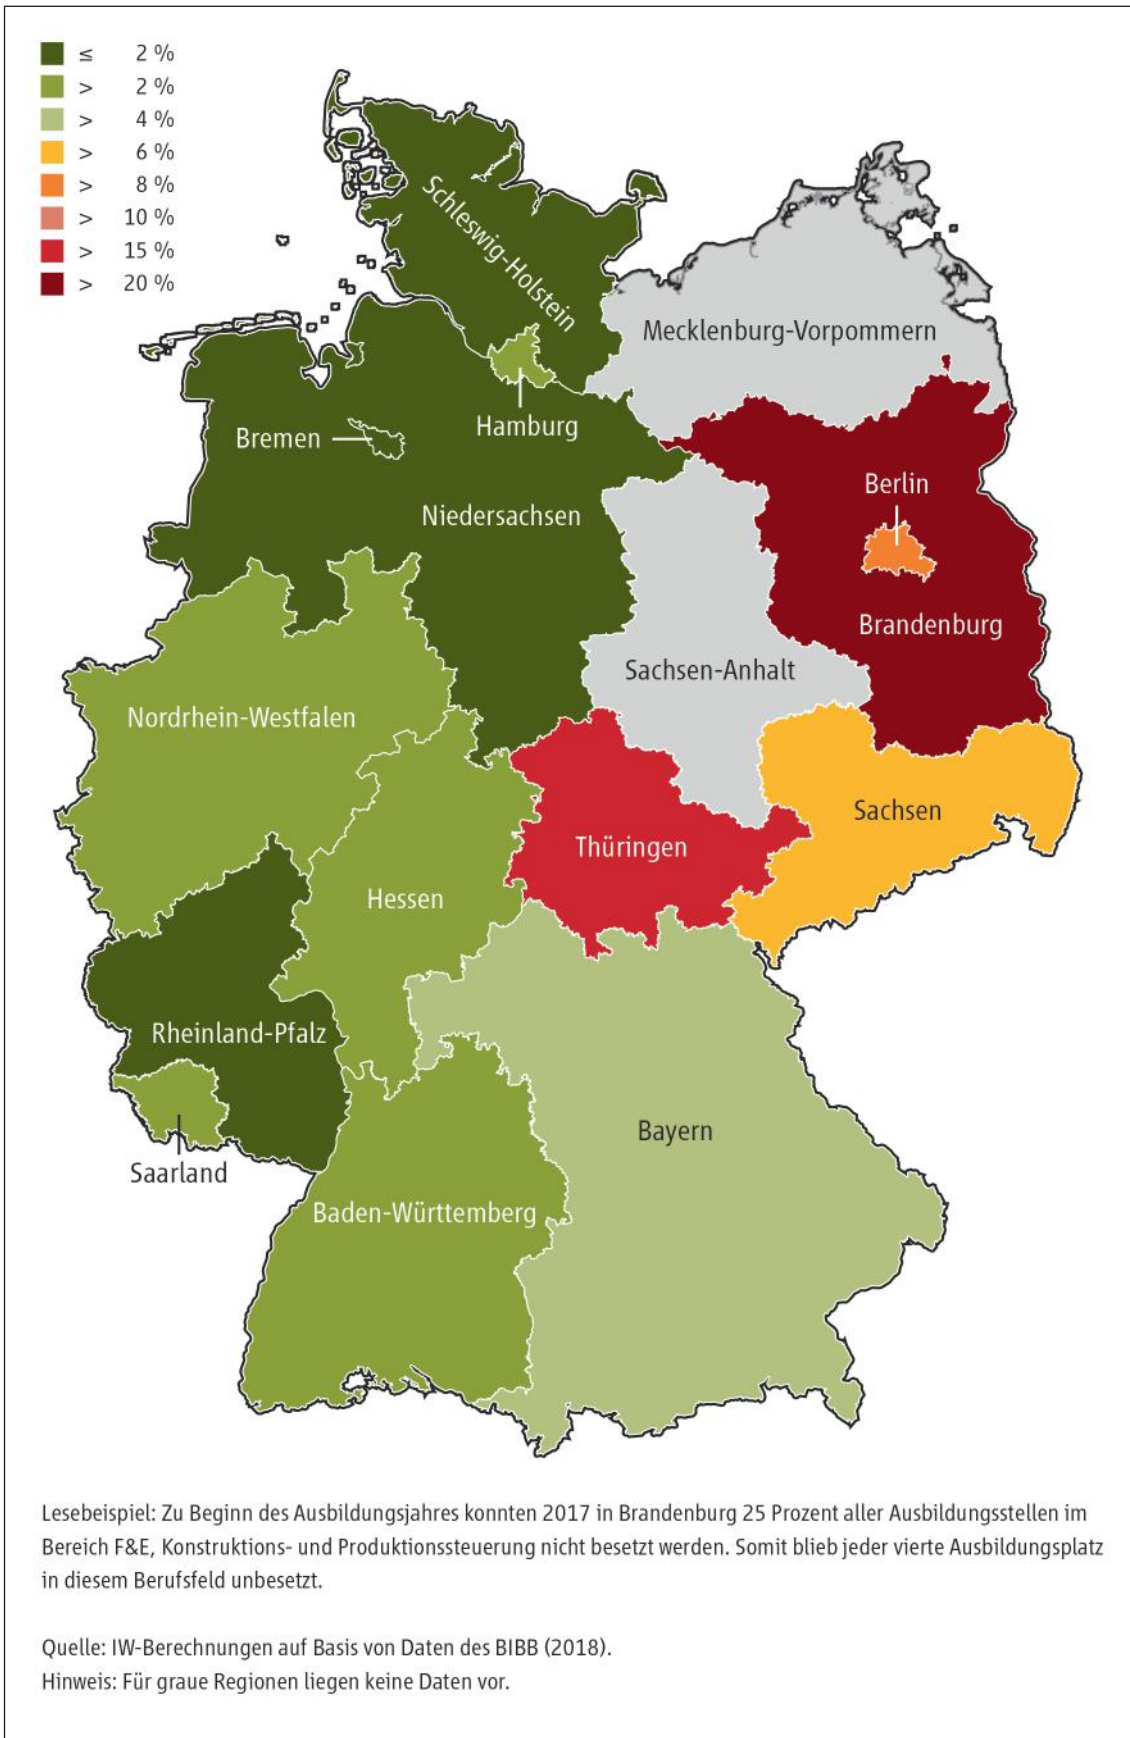 ≤ 2 %
> 2 %
> 4 %
> 6 %
> 8 %
> 10 %
> 15 %
> 20 %
Schleswig-Holstein
Mecklenburg-Vorpommern
Hamburg
Bremen
Berlin
Niedersachsen
Brandenburg
Sachsen-Anhalt
Nordrhein-Westfalen
Sachsen
Thüringen
Hessen
Rheinland-Pfalz
Bayern
Saarland
Baden-Württemberg
Lesebeispiel: Zu Beginn des Ausbildungsjahres konnten 2017 in Brandenburg 25 Prozent aller Ausbildungsstellen im
Bereich F&E, Konstruktions- und Produktionssteuerung nicht besetzt werden. Somit blieb jeder vierte Ausbildungsplatz
in diesem Berufsfeld unbesetzt.
Quelle: IW-Berechnungen auf Basis von Daten des BIBB (2018).
Hinweis: Für graue Regionen liegen keine Daten vor.